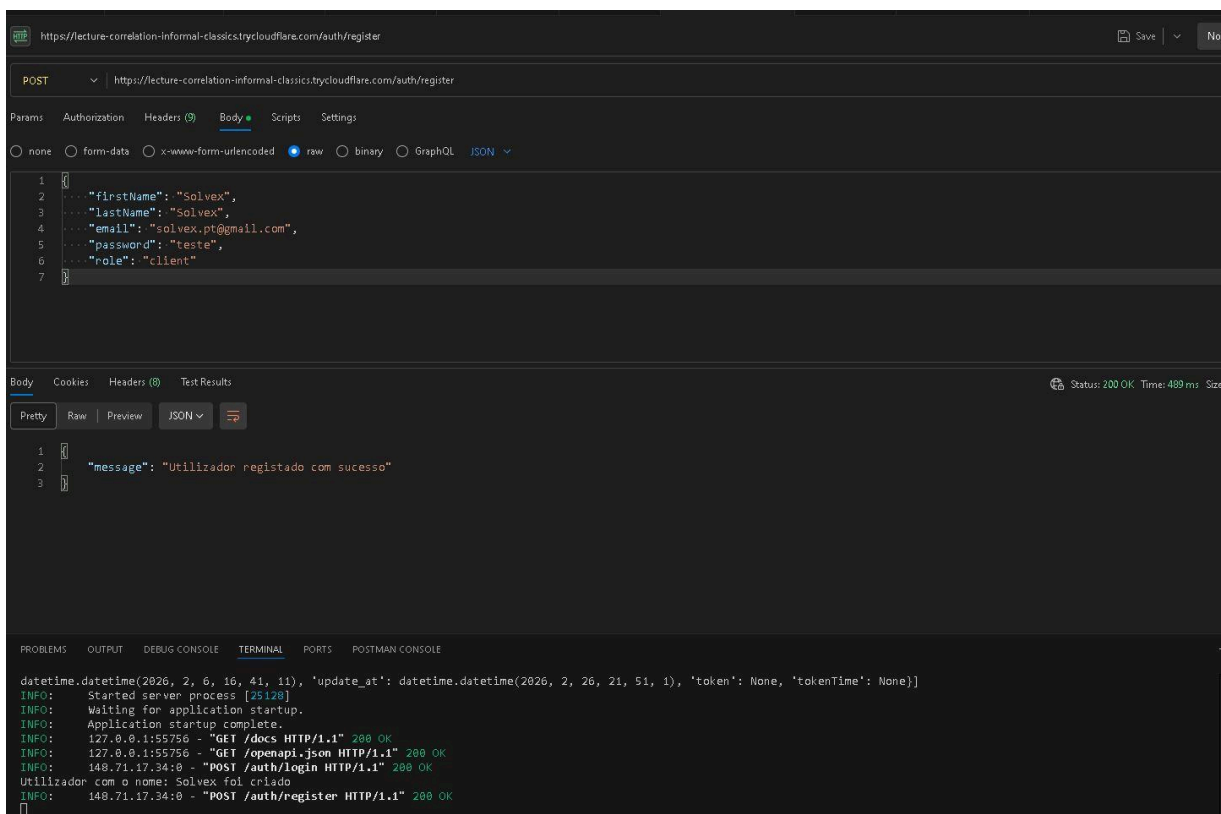 HTTP https://lecture-correlation-informal-classics.trycloudflare.com/auth/register Save No
POST https://lecture-correlation-informal-classics.trycloudflare.com/auth/register
Params Authorization Headers (9) Body Scripts Settings
none form-data x-www-form-urlencoded raw binary GraphQL JSON
1 {
2 ····"firstName":·"Solvex",
3 ····"lastName":·"Solvex",
4 ····"email":·"solvex.pt@gmail.com",
5 ····"password":·"teste",
6 ····"role":·"client"
7 }
Body Cookies Headers (8) Test Results Status: 200 OK Time: 489 ms Size
Pretty Raw Preview JSON
1 {
2 "message": "Utilizador registado com sucesso"
3 }
PROBLEMS OUTPUT DEBUG CONSOLE TERMINAL PORTS POSTMAN CONSOLE
datetime.datetime(2026, 2, 6, 16, 41, 11), 'update_at': datetime.datetime(2026, 2, 26, 21, 51, 1), 'token': None, 'tokenTime': None}]
INFO: Started server process [25128]
INFO: Waiting for application startup.
INFO: Application startup complete.
INFO: 127.0.0.1:55756 - "GET /docs HTTP/1.1" 200 OK
INFO: 127.0.0.1:55756 - "GET /openapi.json HTTP/1.1" 200 OK
INFO: 148.71.17.34:0 - "POST /auth/login HTTP/1.1" 200 OK
Utilizador com o nome: Solvex foi criado
INFO: 148.71.17.34:0 - "POST /auth/register HTTP/1.1" 200 OK